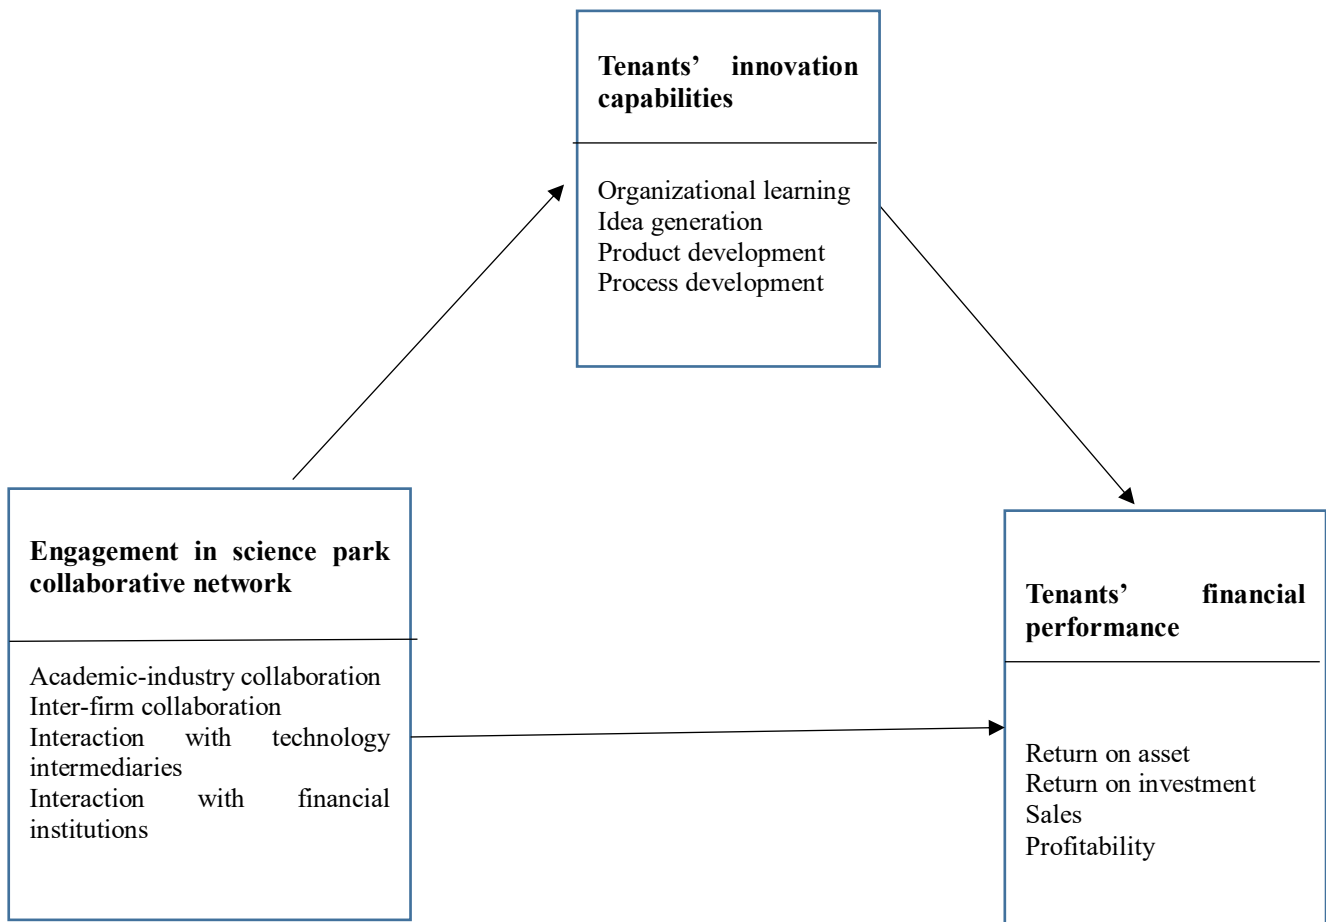 Tenants’ innovation
capabilities
Organizational learning
Idea generation
Product development
Process development
Engagement in science park
collaborative network
Academic-industry collaboration
Inter-firm collaboration
Interaction with technology
intermediaries
Interaction with financial
institutions
Tenants’ financial
performance
Return on asset
Return on investment
Sales
Profitability